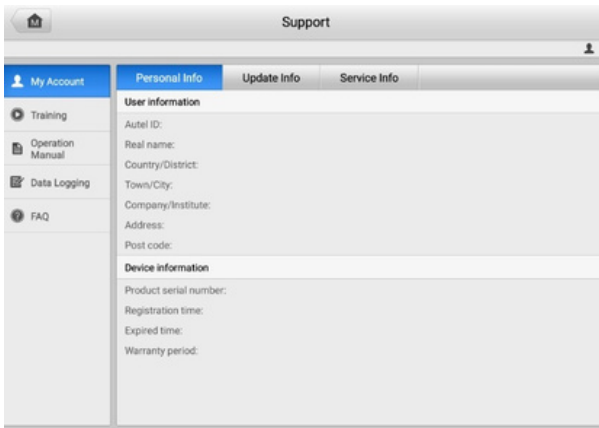 M
Support
My Account
Training
Operation
Manual
Data Logging
FAQ
Personal Info
Update Info
Service Info
User information
Autel ID:
Real name:
Country/District:
Town/City:
Company/Institute:
Address:
Post code:
Device information
Product serial number:
Registration time:
Expired time:
Warranty period: